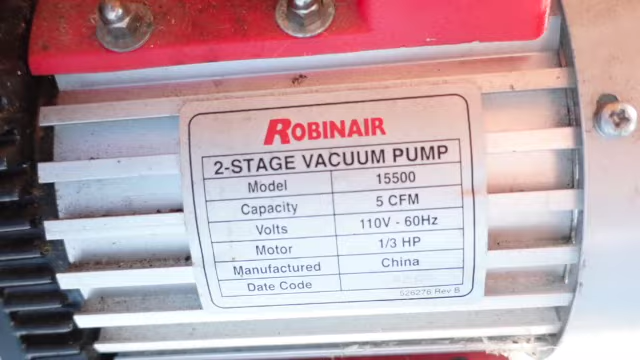 ROBINAIR
2-STAGE VACUUM PUMP
Model 15500
Capacity 5 CFM
Volts 110V - 60Hz
Motor 1/3 HP
Manufactured China
Date Code
526276 Rev B